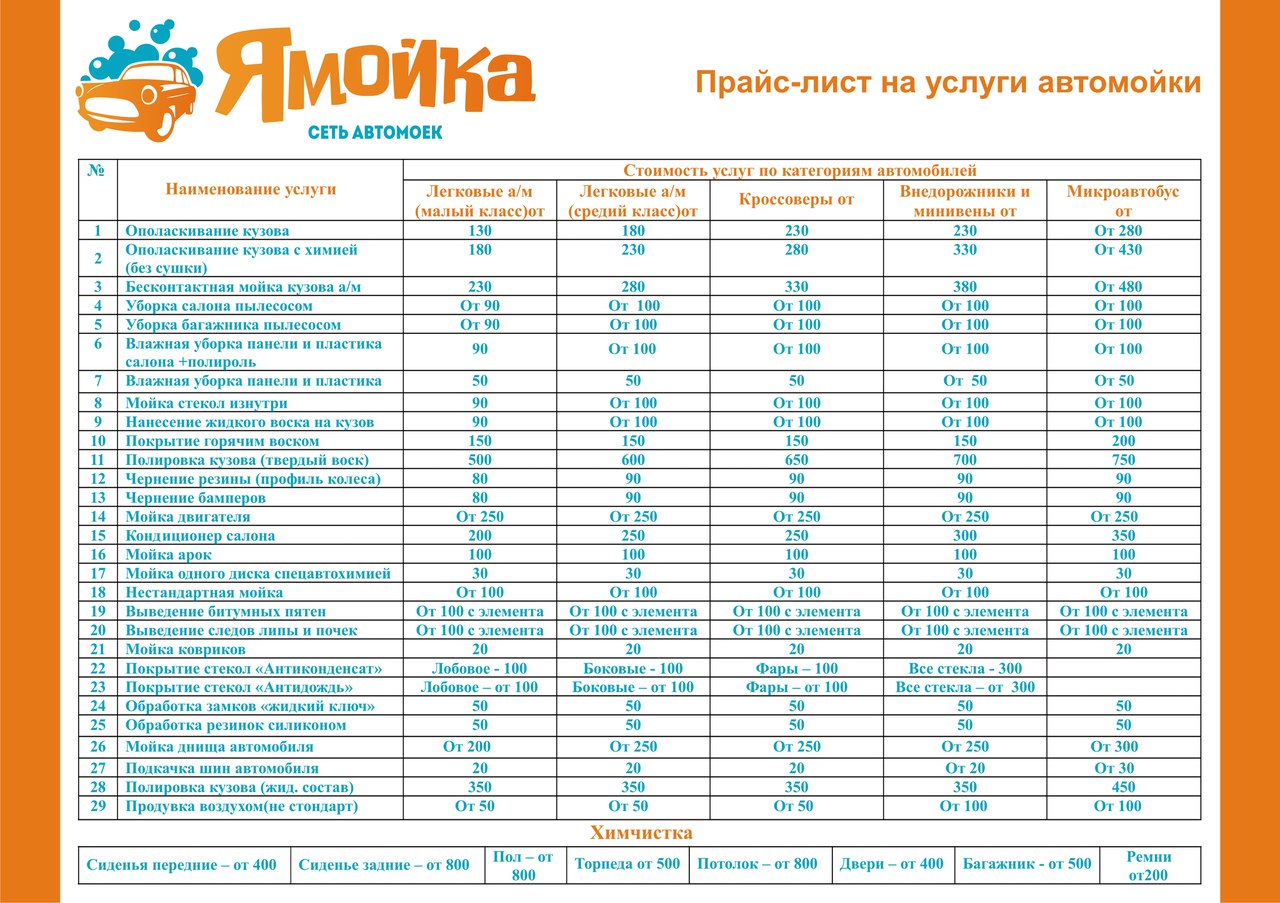 Ямойка
СЕТЬ АВТОМОЕК
Прайс-лист на услуги автомойки
№ Наименование услуги Стоимость услуг по категориям автомобилей
Легковые а/м (малый класс)от Легковые а/м (средий класс)от Кроссоверы от Внедорожники и минивены от Микроавтобус от
1 Ополаскивание кузова 130 180 230 230 От 280
2 Ополаскивание кузова с химией (без сушки) 180 230 280 330 От 430
3 Бесконтактная мойка кузова а/м 230 280 330 380 От 480
4 Уборка салона пылесосом От 90 От 100 От 100 От 100 От 100
5 Уборка багажника пылесосом От 90 От 100 От 100 От 100 От 100
6 Влажная уборка панели и пластика салона +полироль 90 От 100 От 100 От 100 От 100
7 Влажная уборка панели и пластика 50 50 50 От 50 От 50
8 Мойка стекол изнутри 90 От 100 От 100 От 100 От 100
9 Нанесение жидкого воска на кузов 90 От 100 От 100 От 100 От 100
10 Покрытие горячим воском 150 150 150 150 200
11 Полировка кузова (твердый воск) 500 600 650 700 750
12 Чернение резины (профиль колеса) 80 90 90 90 90
13 Чернение бамперов 80 90 90 90 90
14 Мойка двигателя От 250 От 250 От 250 От 250 От 250
15 Кондиционер салона 200 250 250 300 350
16 Мойка арок 100 100 100 100 100
17 Мойка одного диска спецавтохимией 30 30 30 30 30
18 Нестандартная мойка От 100 От 100 От 100 От 100 От 100
19 Выведение битумных пятен От 100 с элемента От 100 с элемента От 100 с элемента От 100 с элемента От 100 с элемента
20 Выведение следов липы и почек От 100 с элемента От 100 с элемента От 100 с элемента От 100 с элемента От 100 с элемента
21 Мойка ковриков 20 20 20 20 20
22 Покрытие стекол «Антиконденсат» Лобовое - 100 Боковые - 100 Фары – 100 Все стекла - 300
23 Покрытие стекол «Антидождь» Лобовое – от 100 Боковые – от 100 Фары – от 100 Все стекла – от 300
24 Обработка замков «жидкий ключ» 50 50 50 50 50
25 Обработка резинок силиконом 50 50 50 50 50
26 Мойка днища автомобиля От 200 От 250 От 250 От 250 От 300
27 Подкачка шин автомобиля 20 20 20 От 20 От 30
28 Полировка кузова (жид. состав) 350 350 350 350 450
29 Продувка воздухом(не стондарт) От 50 От 50 От 50 От 100 От 100
Химчистка
Сиденья передние – от 400 Сиденье задние – от 800 Пол – от 800 Торпеда от 500 Потолок – от 800 Двери – от 400 Багажник - от 500 Ремни от200